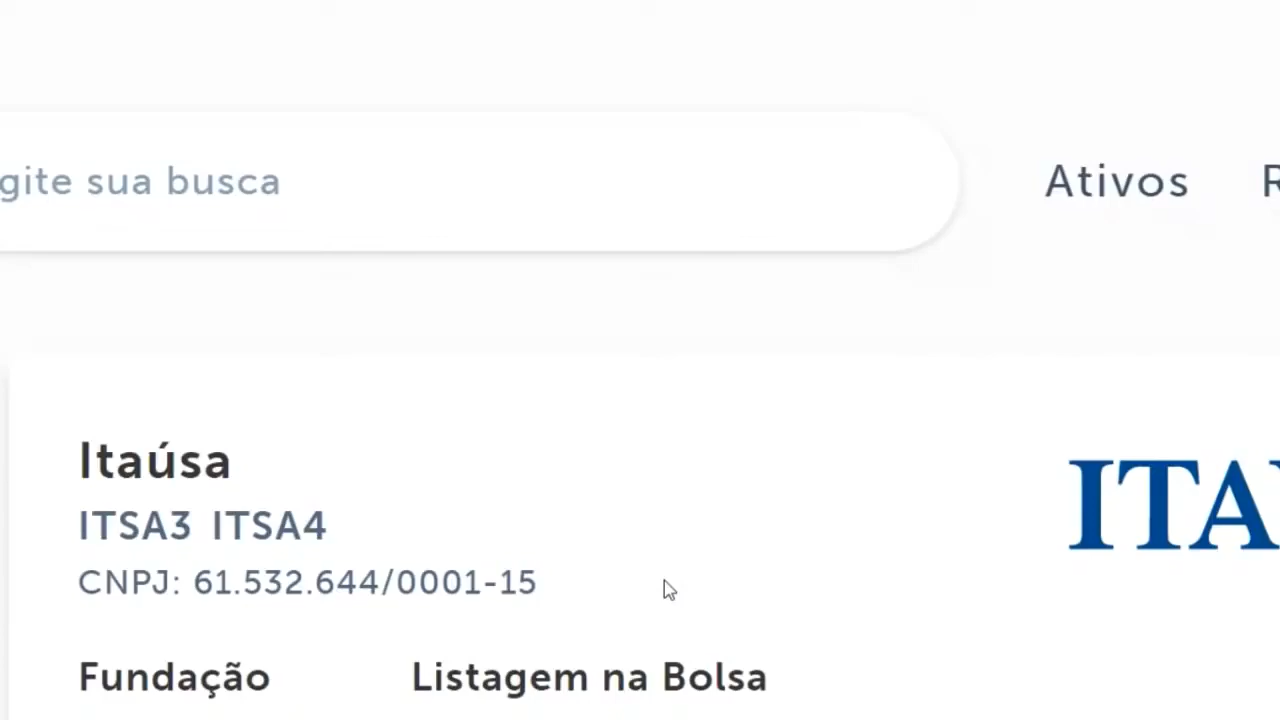 gite sua busca
Ativos
Itaúsa
ITSA3 ITSA4
CNPJ: 61.532.644/0001-15
Fundação
Listagem na Bolsa